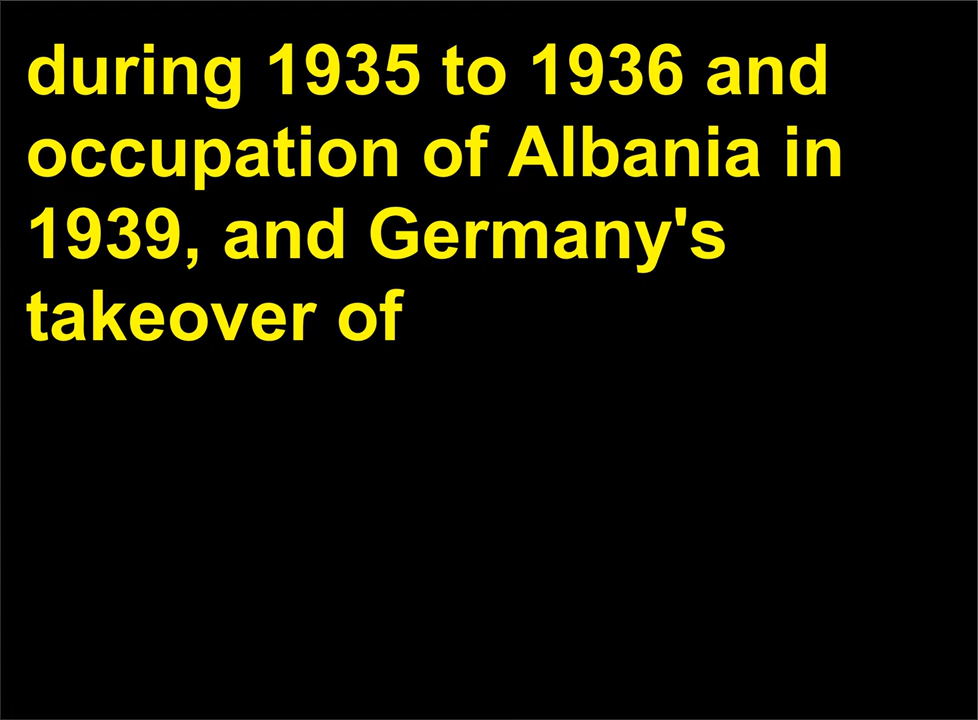 during 1935 to 1936 and
occupation of Albania in
1939, and Germany's
takeover of